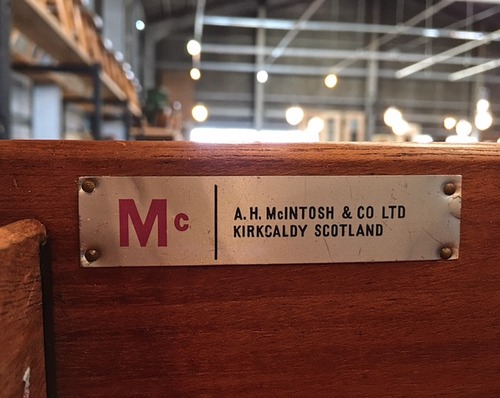 Mc
A.H. McINTOSH & CO LTD
KIRKCALDY SCOTLAND